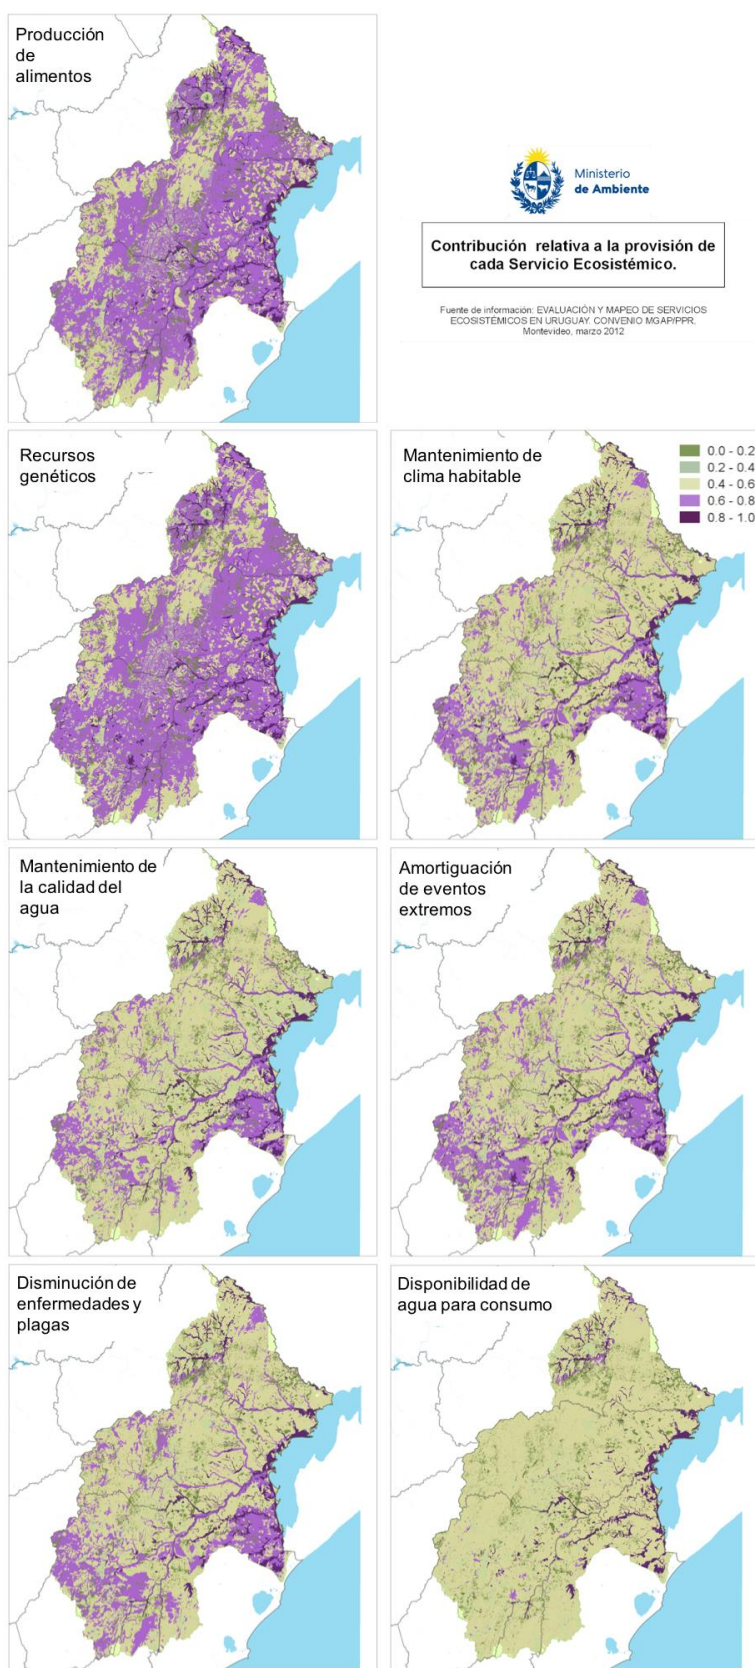 Producción
de
alimentos
Ministerio
de Ambiente
Contribución relativa a la provisión de
cada Servicio Ecosistémico.
Fuente de información: EVALUACIÓN Y MAPEO DE SERVICIOS
ECOSISTÉMICOS EN URUGUAY. CONVENIO MGAP/PPR.
Montevideo, marzo 2012
Recursos
genéticos
Mantenimiento de
clima habitable
0.0 - 0.2
0.2 - 0.4
0.4 - 0.6
0.6 - 0.8
0.8 - 1.0
Mantenimiento de
la calidad del
agua
Amortiguación
de eventos
extremos
Disminución de
enfermedades y
plagas
Disponibilidad de
agua para consumo